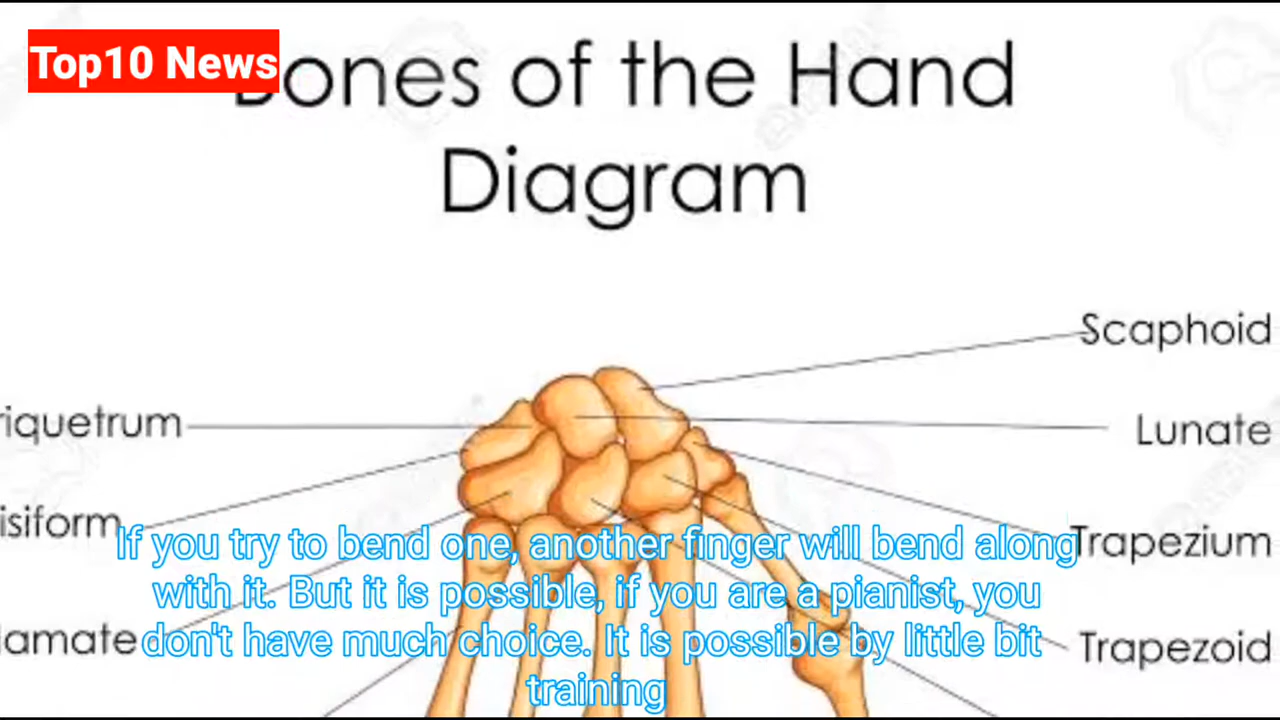 Top10 News
Bones of the Hand
Diagram
Scaphoid
riquetrum
Lunate
isiform
If you try to bend one, another finger will bend along
Trapezium
with it. But it is possible, if you are a pianist, you
lamate
don't have much choice. It is possible by little bit
Trapezoid
training